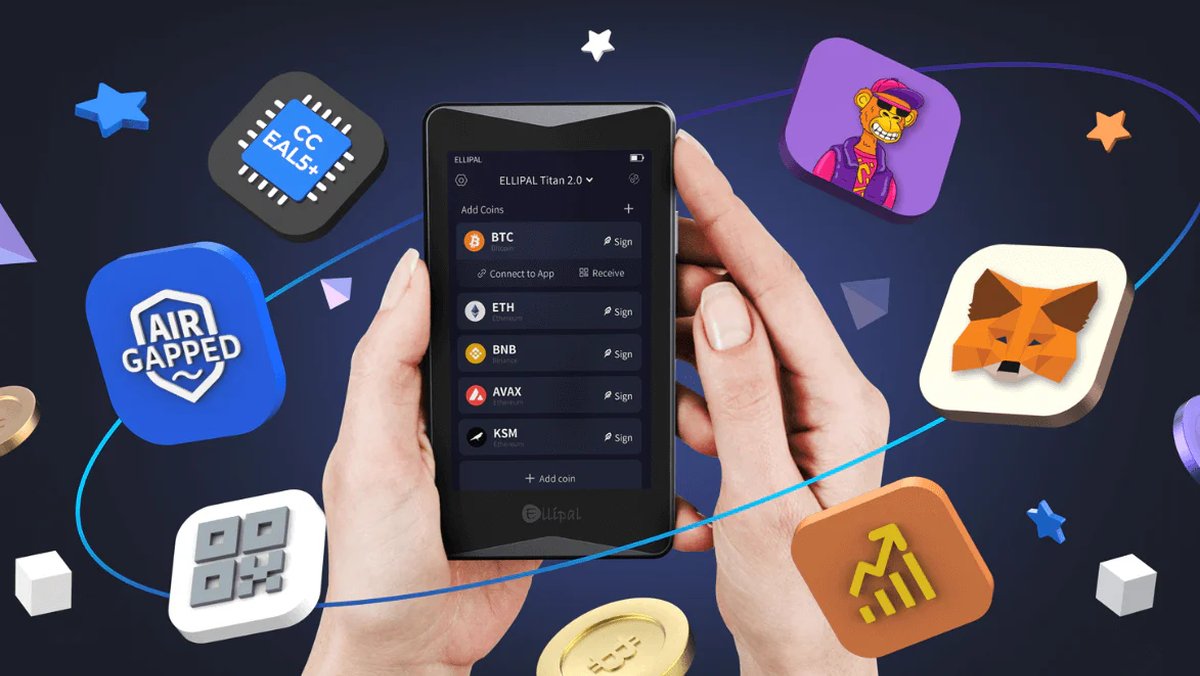 CC
EAL5+
AIR
GAPPED
ELLIPAL
ELLIPAL Titan 2.0
Add Coins
+
BTC
Bitcoin
Sign
Connect to App
Receive
ETH
Ethereum
Sign
BNB
Binance
Sign
AVAX
Ethereum
Sign
KSM
Ethereum
Sign
+ Add coin
Ellipal